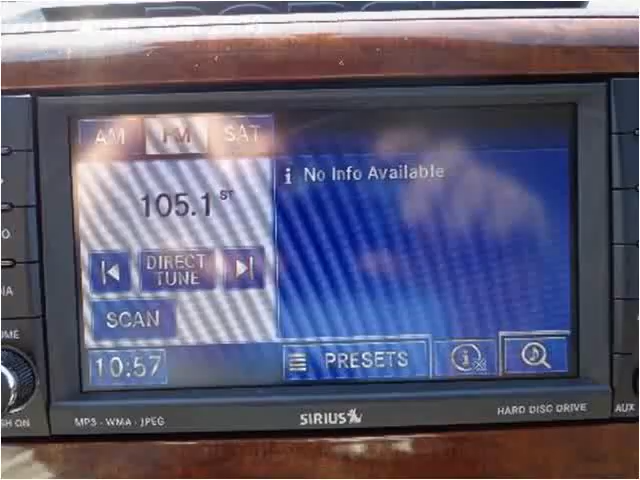 AM FM SAT
105.1 ST
DIRECT
TUNE
SCAN
10:57
i No Info Available
PRESETS
i
MP3 - WMA - JPEG
SIRIUS
HARD DISC DRIVE
AUX